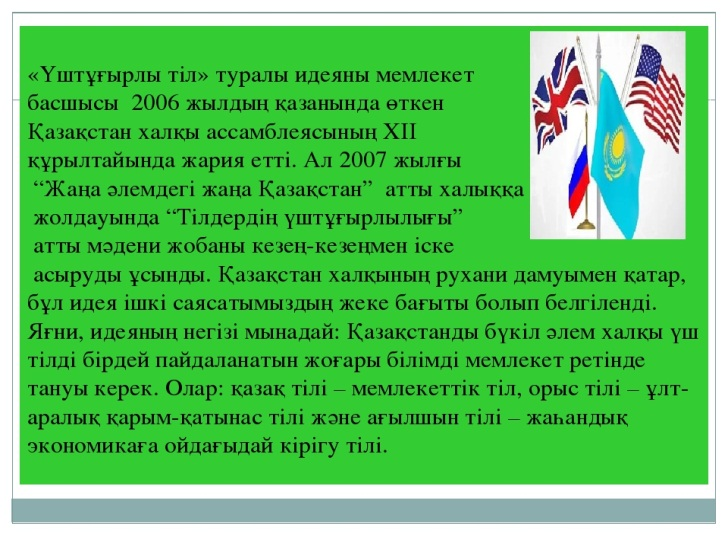 «Үштұғырлы тіл» туралы идеяны мемлекет
басшысы 2006 жылдың қазанында өткен
Қазақстан халқы ассамблеясының XII
құрылтайында жария етті. Ал 2007 жылғы
“Жаңа әлемдегі жаңа Қазақстан” атты халыққа
жолдауында “Тілдердің үштұғырлылығы”
атты мәдени жобаны кезең-кезеңмен іске
асыруды ұсынды. Қазақстан халқының рухани дамуымен қатар,
бұл идея ішкі саясатымыздың жеке бағыты болып белгіленді.
Яғни, идеяның негізі мынадай: Қазақстанды бүкіл әлем халқы үш
тілді бірдей пайдаланатын жоғары білімді мемлекет ретінде
тануы керек. Олар: қазақ тілі – мемлекеттік тіл, орыс тілі – ұлт-
аралық қарым-қатынас тілі және ағылшын тілі – жаһандық
экономикаға ойдағыдай кірігу тілі.